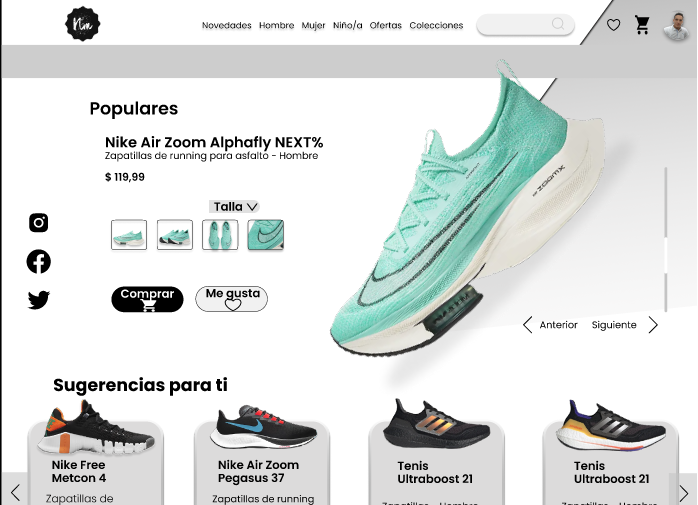 Nm
Novedades Hombre Mujer Niño/a Ofertas Colecciones
Populares
Nike Air Zoom Alphafly NEXT%
Zapatillas de running para asfalto - Hombre
$ 119,99
Talla
ZOOMX
Comprar
Me gusta
Anterior Siguiente
Sugerencias para ti
Nike Free
Metcon 4
Zapatillas de
Nike Air Zoom
Pegasus 37
Zapatillas de running
Tenis
Ultraboost 21
Tenis
Ultraboost 21